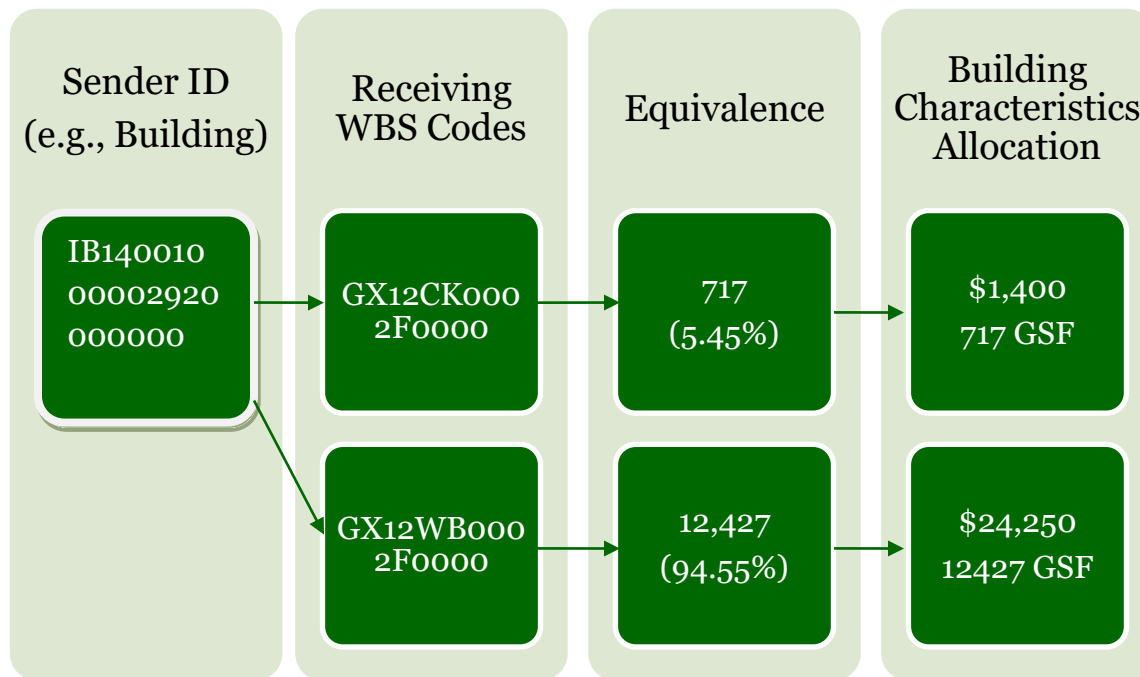 Sender ID
(e.g., Building)
Receiving
WBS Codes
Equivalence
Building
Characteristics
Allocation
IB140010
00002920
000000
GX12CK000
2F0000
717
(5.45%)
$1,400
717 GSF
GX12WB000
2F0000
12,427
(94.55%)
$24,250
12427 GSF